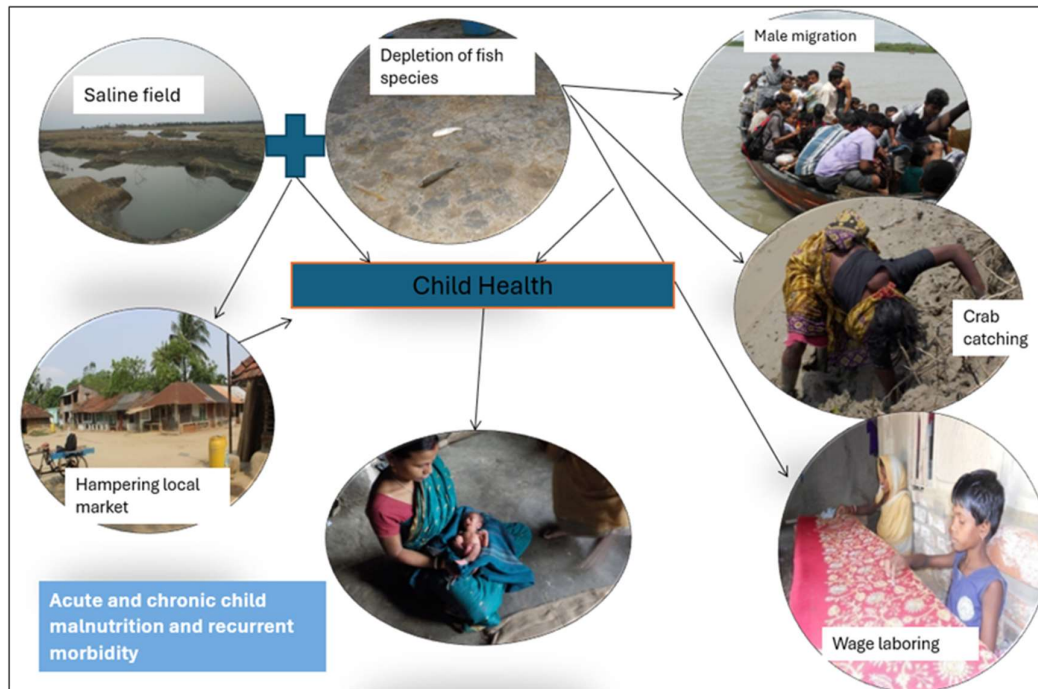 Saline field
Depletion of fish
species
Male migration
Child Health
Crab
catching
Hampering local
market
Acute and chronic child
malnutrition and recurrent
morbidity
Wage laboring